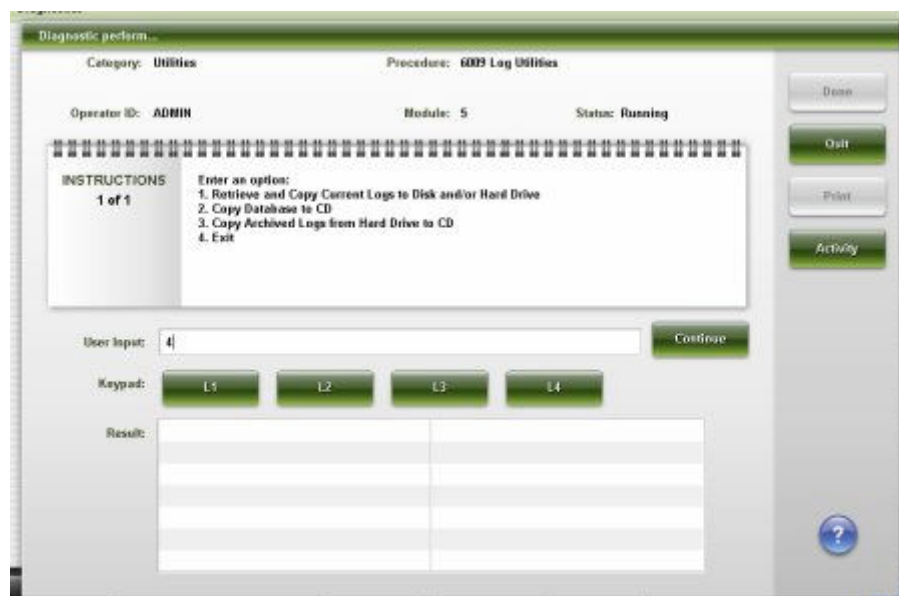 Diagnostic perform...
Category: Utilities
Procedure: 6009 Log Utilities
Operator ID: ADMIN
Module: 5
Status: Running
Done
Quit
Print
Activity
INSTRUCTIONS
1 of 1
Enter an option:
1. Retrieve and Copy Current Logs to Disk and/or Hard Drive
2. Copy Database to CD
3. Copy Archived Logs from Hard Drive to CD
4. Exit
User Input: 4
Continue
Keypad: L1 L2 L3 L4
Result:
?